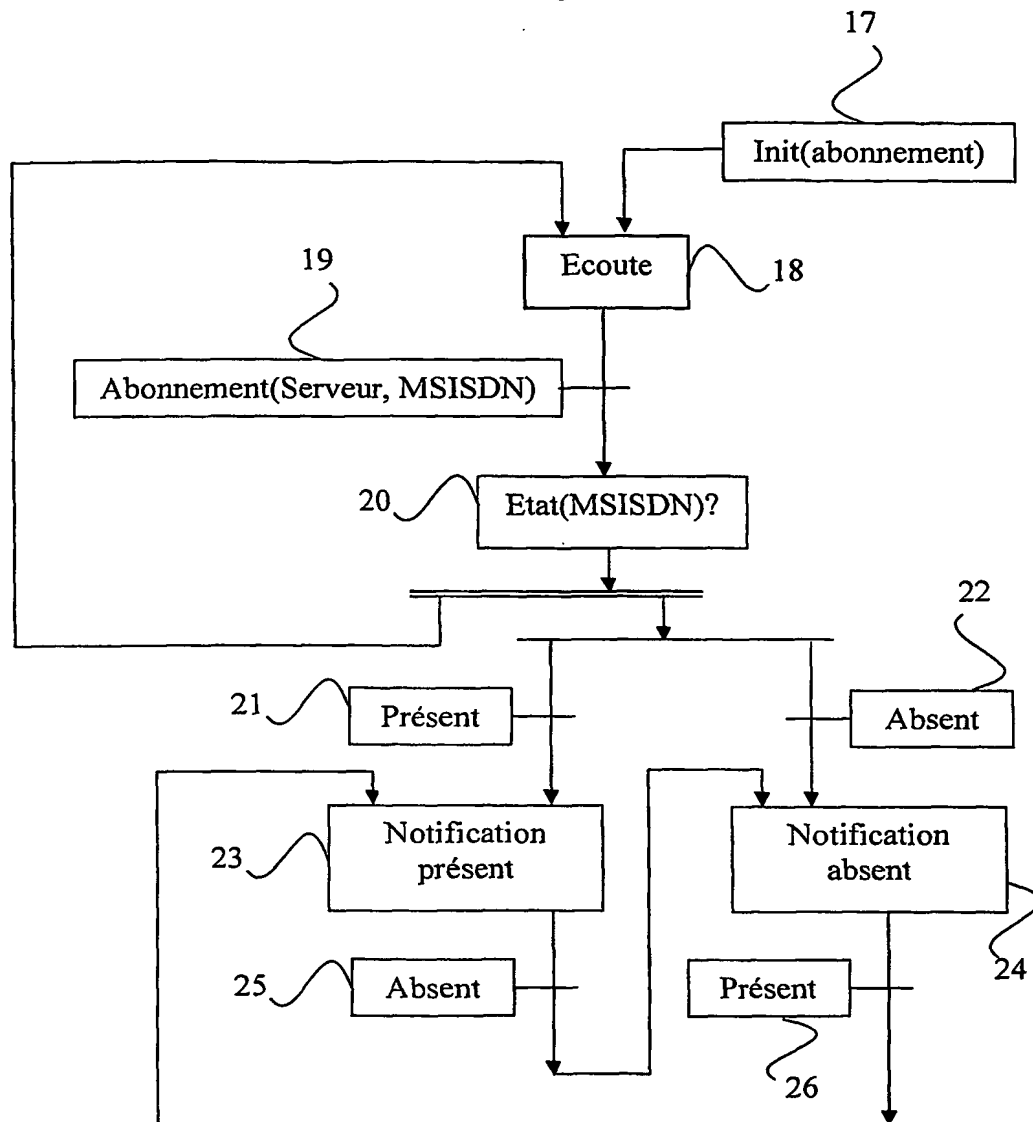 17
Init(abonnement)
Ecoute
18
19
Abonnement(Serveur, MSISDN)
20
Etat(MSISDN)?
22
21
Présent
Absent
23
Notification
présent
Notification
absent
24
25
Absent
Présent
26